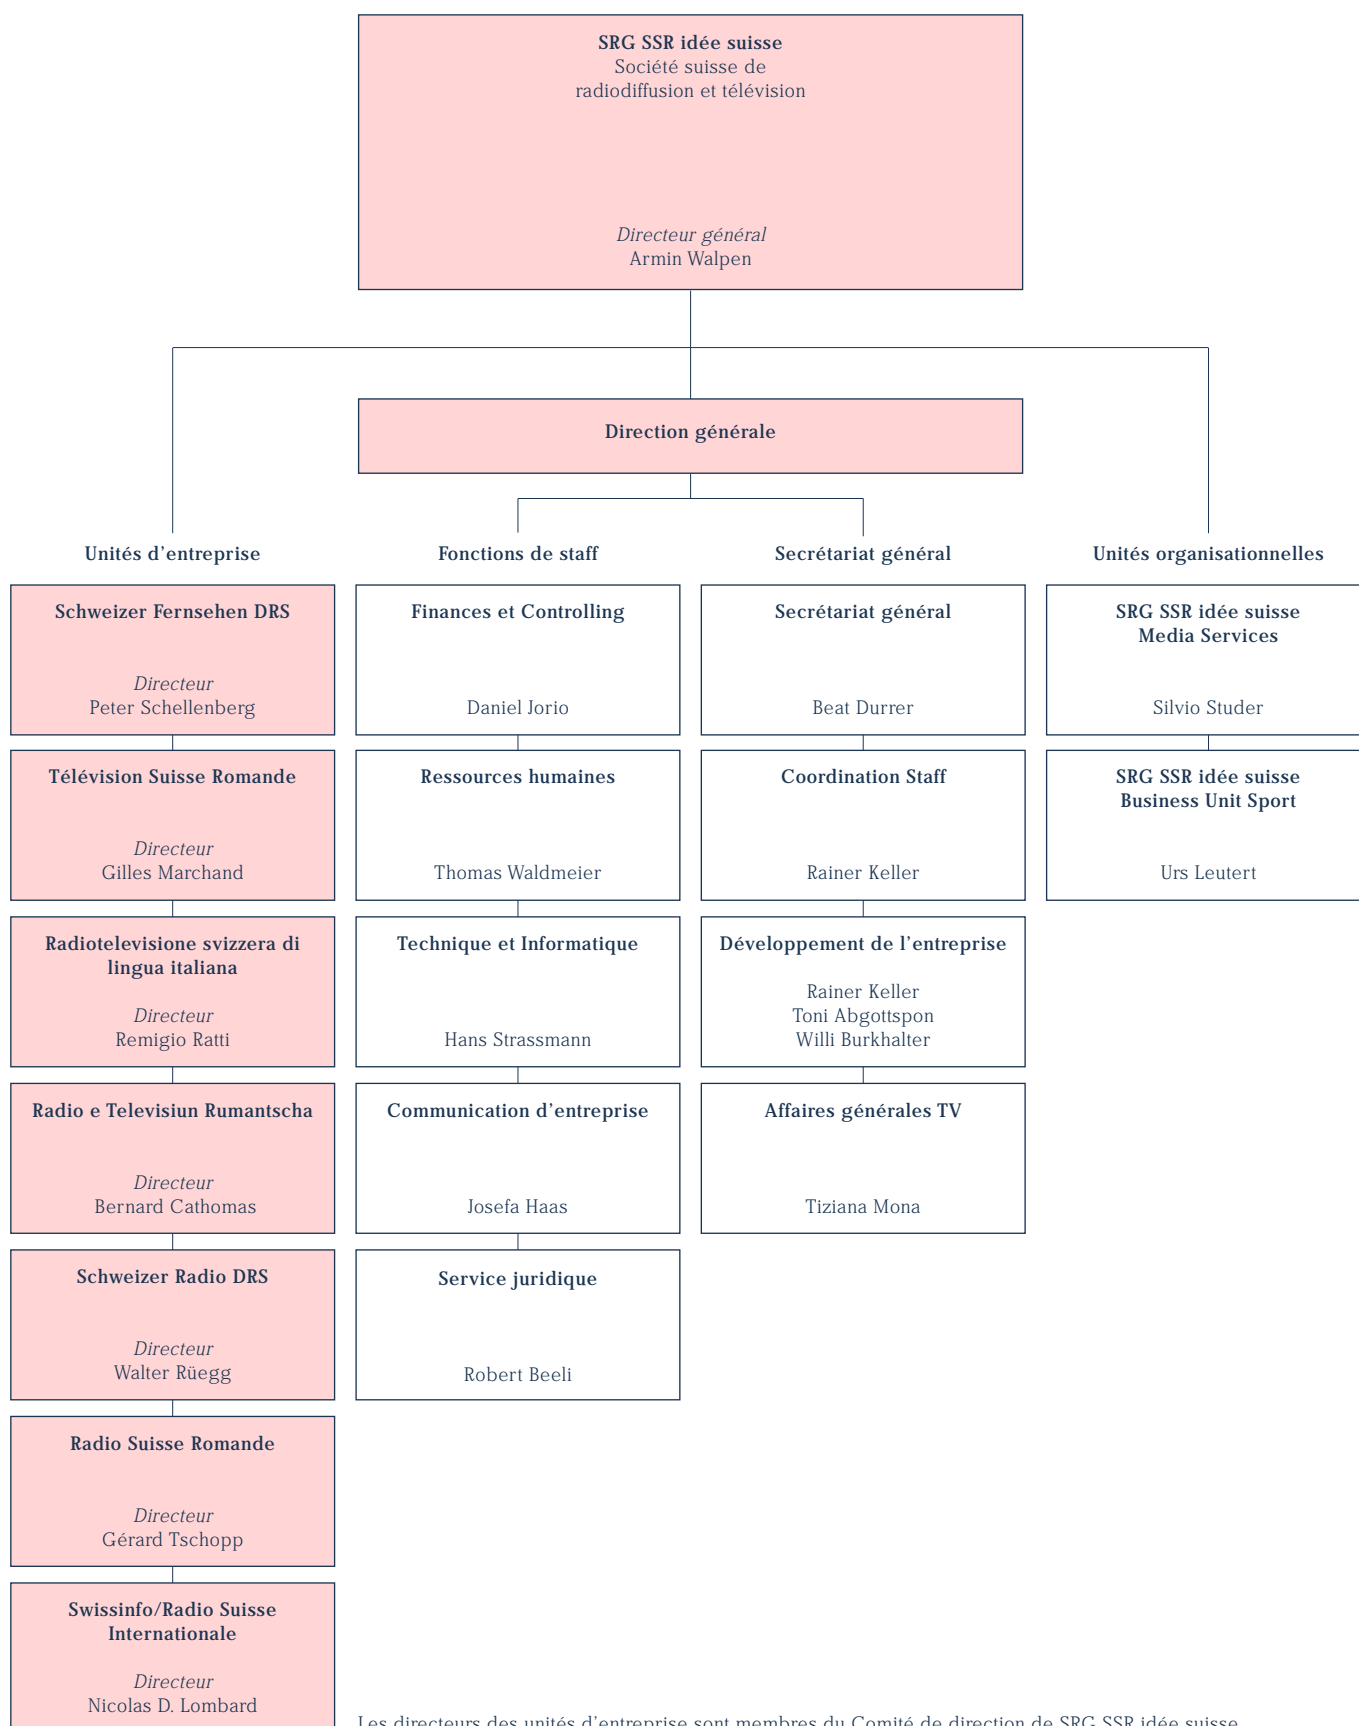 SRG SSR idée suisse
Société suisse de
radiodiffusion et télévision
Directeur général
Armin Walpen
Direction générale
Unités d'entreprise
Schweizer Fernsehen DRS
Directeur
Peter Schellenberg
Télévision Suisse Romande
Directeur
Gilles Marchand
Radiotelevisione svizzera di
lingua italiana
Directeur
Remigio Ratti
Radio e Televisiun Rumantscha
Directeur
Bernard Cathomas
Schweizer Radio DRS
Directeur
Walter Rüegg
Radio Suisse Romande
Directeur
Gérard Tschopp
Swissinfo/Radio Suisse
Internationale
Directeur
Nicolas D. Lombard
Fonctions de staff
Finances et Controlling
Daniel Jorio
Ressources humaines
Thomas Waldmeier
Technique et Informatique
Hans Strassmann
Communication d'entreprise
Josefa Haas
Service juridique
Robert Beeli
Secrétariat général
Secrétariat général
Beat Durrer
Coordination Staff
Rainer Keller
Développement de l'entreprise
Rainer Keller
Toni Abgottspon
Willi Burkhalter
Affaires générales TV
Tiziana Mona
Unités organisationnelles
SRG SSR idée suisse
Media Services
Silvio Studer
SRG SSR idée suisse
Business Unit Sport
Urs Leutert
Les directeurs des unités d'entreprise sont membres du Comité de direction de SRG SSR idée suisse